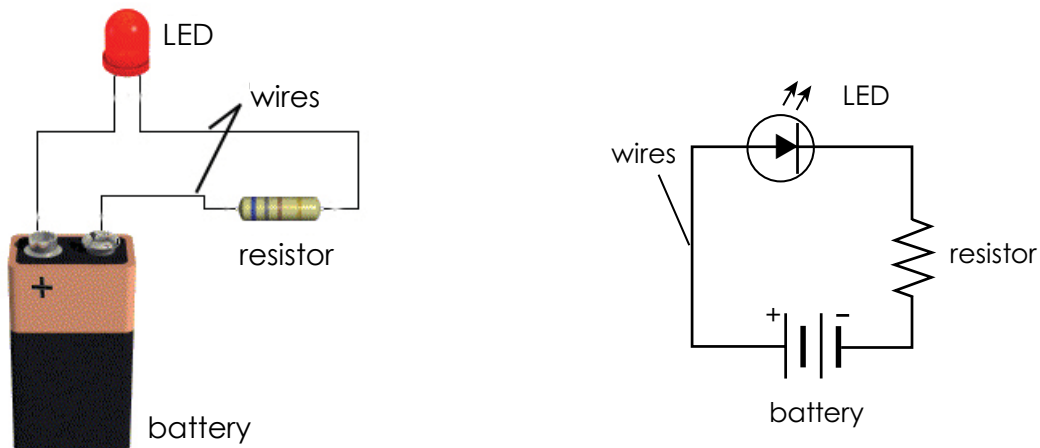 LED
wires
resistor
+
battery
LED
wires
resistor
+ −
battery